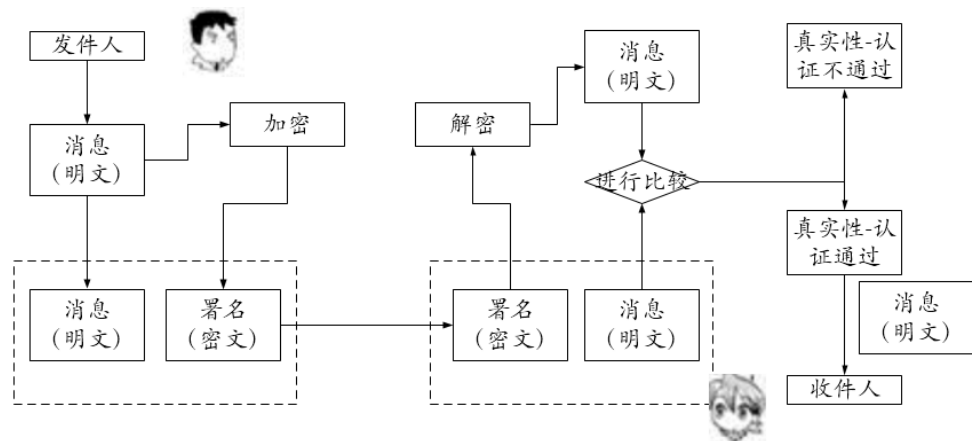 发件人
消息
(明文)
加密
消息
(明文)
署名
(密文)
解密
消息
(明文)
进行比较
署名
(密文)
消息
(明文)
真实性-认
证不通过
真实性-认
证通过
消息
(明文)
收件人